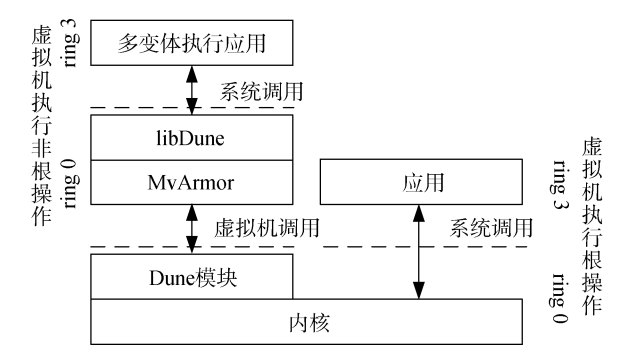 虚拟机执行非根操作
ring 3
多变体执行应用
系统调用
ring 0
libDune
MvArmor
虚拟机调用
应用
系统调用
ring 3
虚拟机执行根操作
ring 0
Dune模块
内核